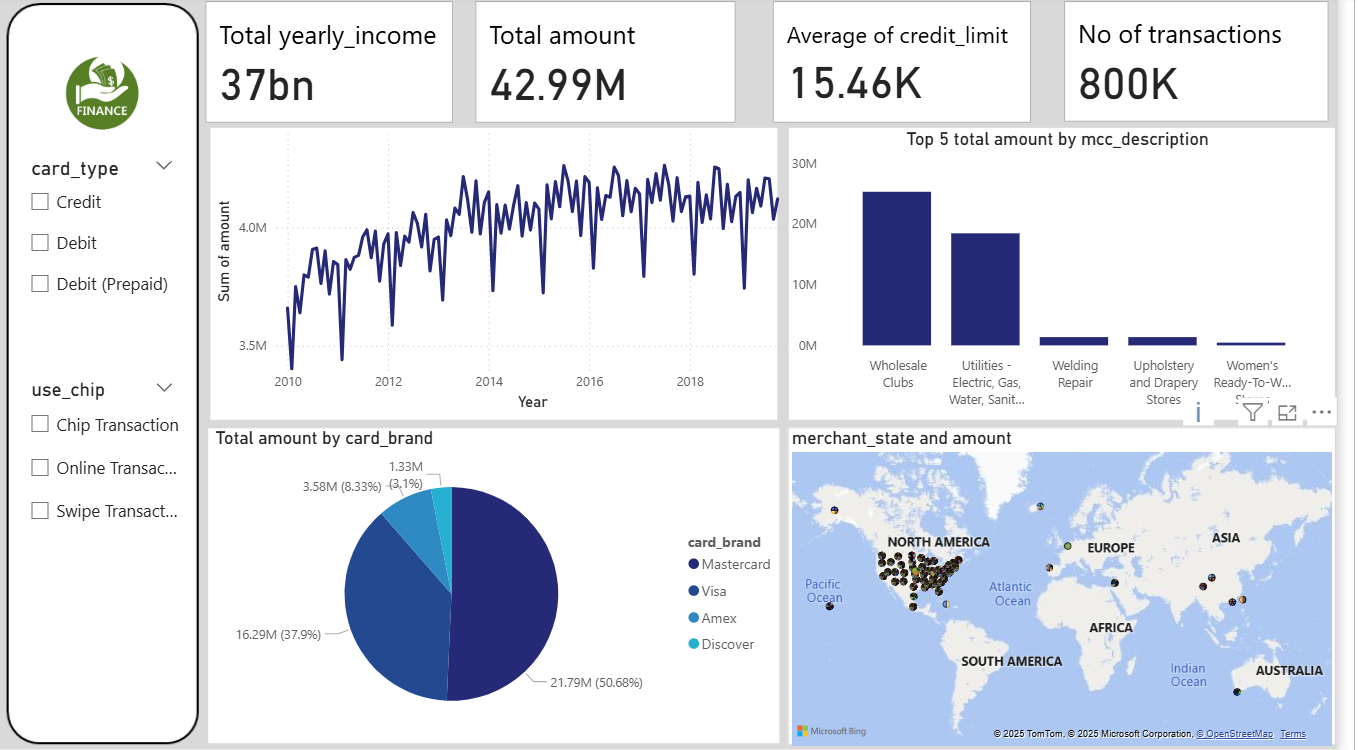 FINANCE
card_type
Credit
Debit
Debit (Prepaid)
use_chip
Chip Transaction
Online Transac...
Swipe Transact...
Total yearly_income
37bn
Total amount
42.99M
Average of credit_limit
15.46K
No of transactions
800K
Sum of amount
4.0M
3.5M
2010
2012
2014
2016
2018
Year
Top 5 total amount by mcc_description
30M
20M
10M
0M
Wholesale
Clubs
Utilities -
Electric, Gas,
Water, Sanit...
Welding
Repair
Upholstery
and Drapery
Stores
Women's
Ready-To-W...
Total amount by card_brand
1.33M
(3.1%)
3.58M (8.33%)
16.29M (37.9%)
21.79M (50.68%)
card_brand
Mastercard
Visa
Amex
Discover
merchant_state and amount
NORTH AMERICA
EUROPE
ASIA
Pacific
Ocean
Atlantic
Ocean
AFRICA
SOUTH AMERICA
Indian
Ocean
AUSTRALIA
Microsoft Bing
© 2025 TomTom, © 2025 Microsoft Corporation, © OpenStreetMap Terms